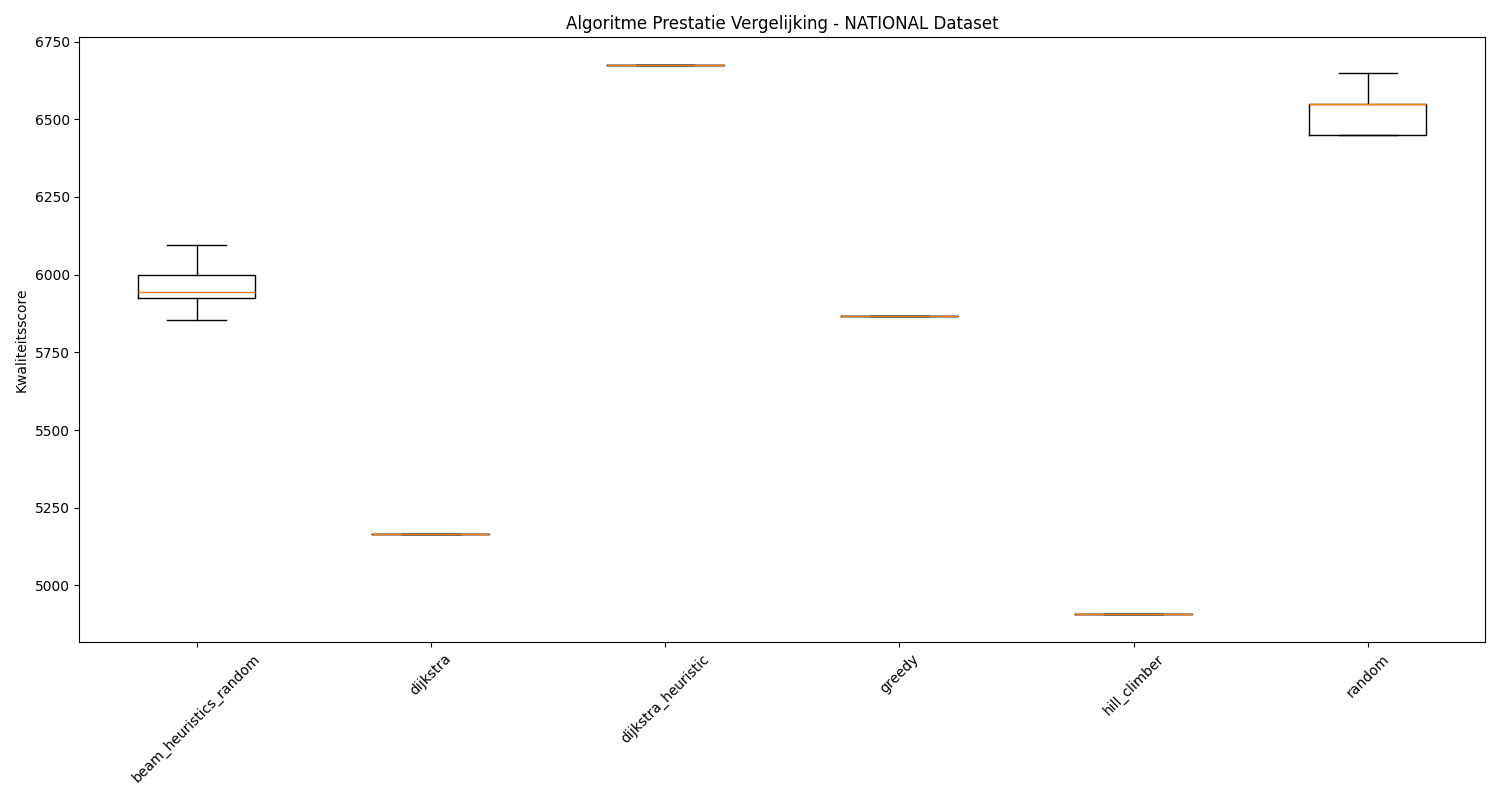 Algoritme Prestatie Vergelijking - NATIONAL Dataset
Kwaliteitsscore
6750
6500
6250
6000
5750
5500
5250
5000
beam_heuristics_random
dijkstra
dijkstra_heuristic
greedy
hill_climber
random